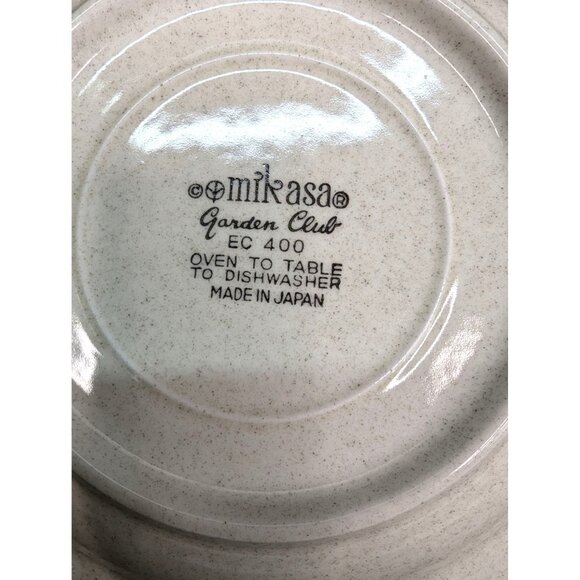 © mikasa ®
Garden Club
EC 400
OVEN TO TABLE
TO DISHWASHER
MADE IN JAPAN